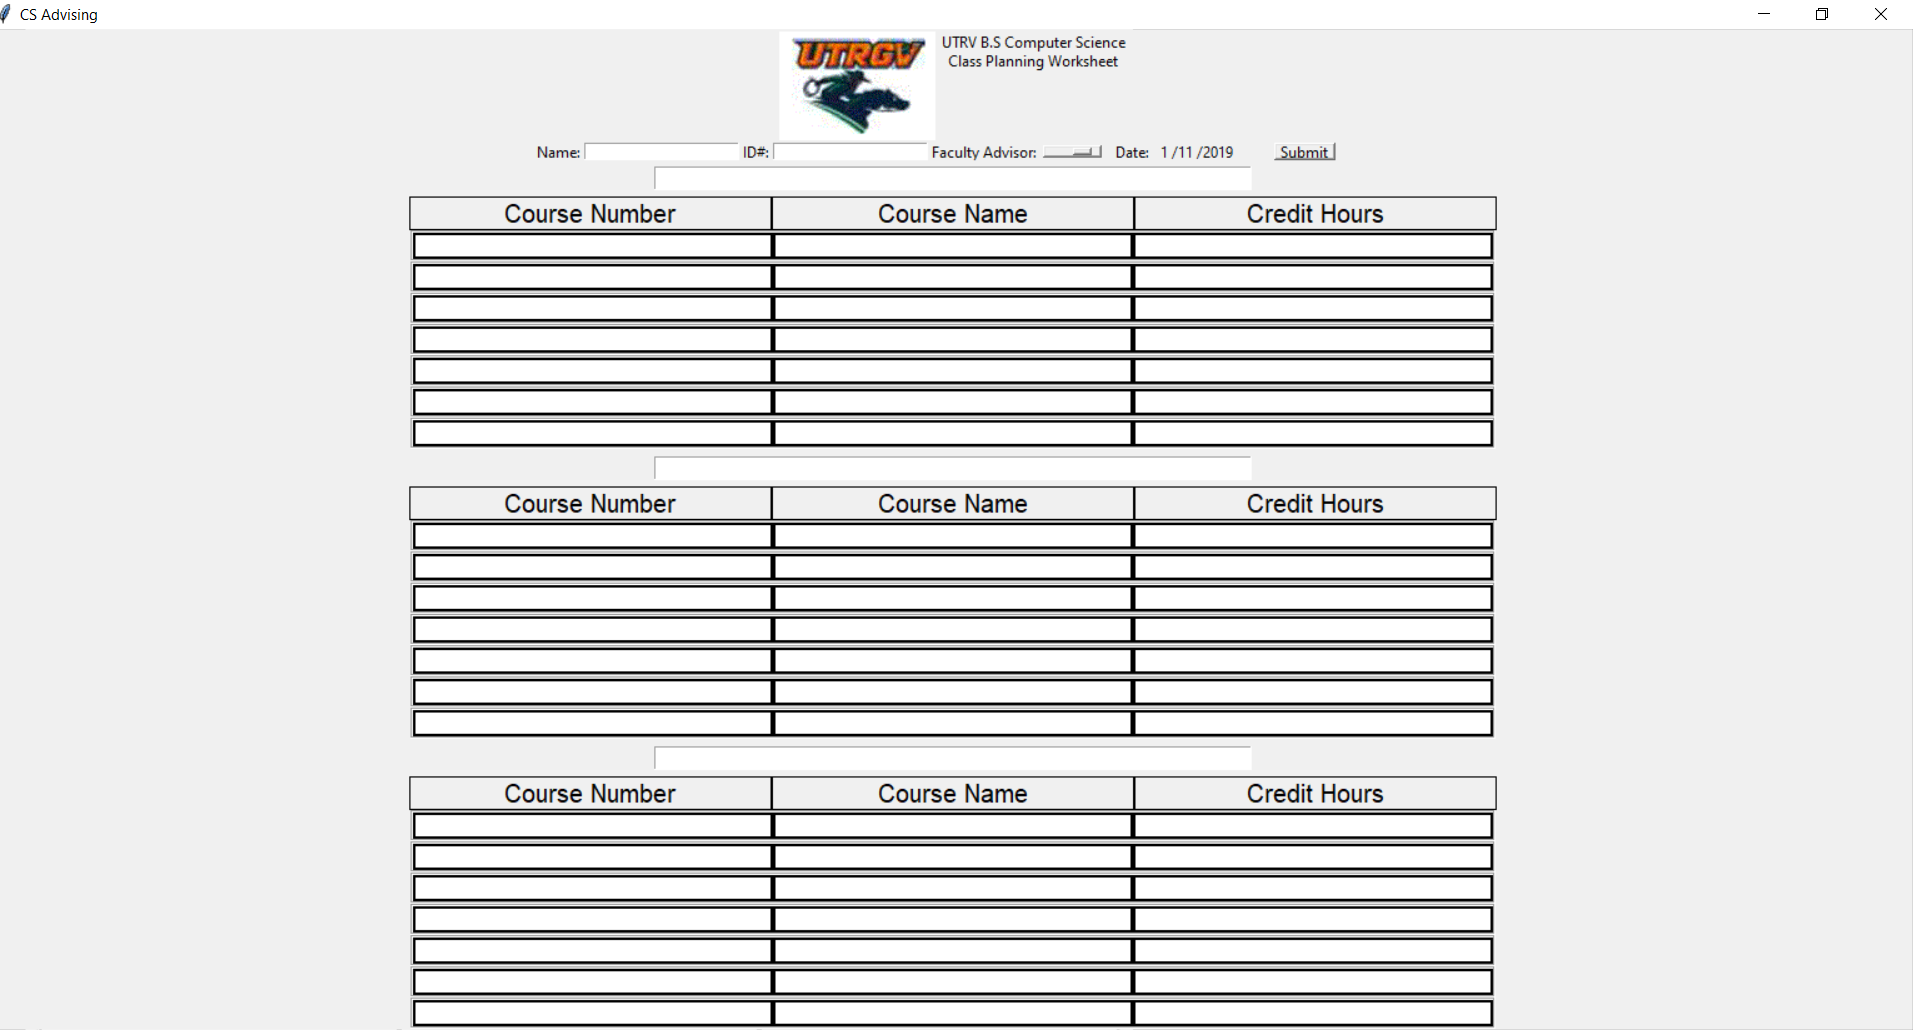 CS Advising
UTRGV
UTRV B.S Computer Science
Class Planning Worksheet
Name: ID#: Faculty Advisor: Date: 1 /11 /2019 Submit
Course Number Course Name Credit Hours
Course Number Course Name Credit Hours
Course Number Course Name Credit Hours